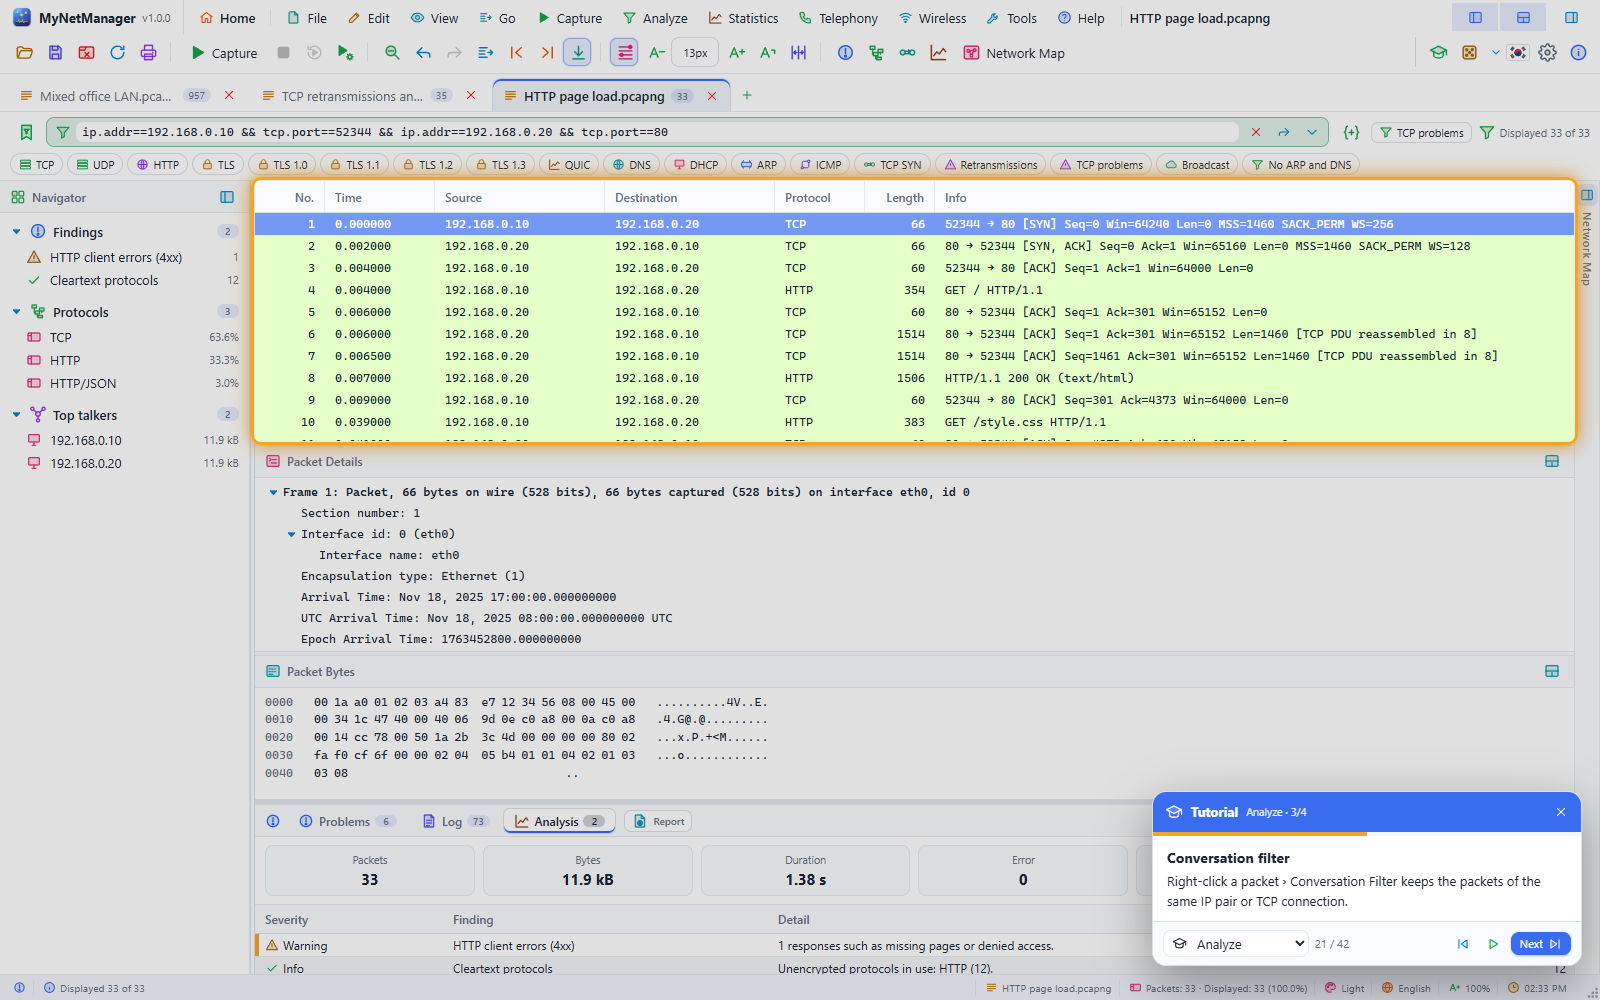 MyNetManager v1.0.0 Home File Edit View Go Capture Analyze Statistics Telephony Wireless Tools Help HTTP page load.pcapng
Capture A− 13px A+ Network Map
Mixed office LAN.pca... 957 TCP retransmissions an... 35 HTTP page load.pcapng 33
ip.addr==192.168.0.10 && tcp.port==52344 && ip.addr==192.168.0.20 && tcp.port==80 TCP problems Displayed 33 of 33
TCP UDP HTTP TLS TLS 1.0 TLS 1.1 TLS 1.2 TLS 1.3 QUIC DNS DHCP ARP ICMP TCP SYN Retransmissions TCP problems Broadcast No ARP and DNS
Navigator
Findings 2
HTTP client errors (4xx) 1
Cleartext protocols 12
Protocols 3
TCP 63.6%
HTTP 33.3%
HTTP/JSON 3.0%
Top talkers 2
192.168.0.10 11.9 kB
192.168.0.20 11.9 kB
No. Time Source Destination Protocol Length Info
1 0.000000 192.168.0.10 192.168.0.20 TCP 66 52344 → 80 [SYN] Seq=0 Win=64240 Len=0 MSS=1460 SACK_PERM WS=256
2 0.002000 192.168.0.20 192.168.0.10 TCP 66 80 → 52344 [SYN, ACK] Seq=0 Ack=1 Win=65160 Len=0 MSS=1460 SACK_PERM WS=128
3 0.004000 192.168.0.10 192.168.0.20 TCP 60 52344 → 80 [ACK] Seq=1 Ack=1 Win=64000 Len=0
4 0.004000 192.168.0.10 192.168.0.20 HTTP 354 GET / HTTP/1.1
5 0.006000 192.168.0.20 192.168.0.10 TCP 60 80 → 52344 [ACK] Seq=1 Ack=301 Win=65152 Len=0
6 0.006000 192.168.0.20 192.168.0.10 TCP 1514 80 → 52344 [ACK] Seq=1 Ack=301 Win=65152 Len=1460 [TCP PDU reassembled in 8]
7 0.006500 192.168.0.20 192.168.0.10 TCP 1514 80 → 52344 [ACK] Seq=1461 Ack=301 Win=65152 Len=1460 [TCP PDU reassembled in 8]
8 0.007000 192.168.0.20 192.168.0.10 HTTP 1506 HTTP/1.1 200 OK (text/html)
9 0.009000 192.168.0.10 192.168.0.20 TCP 60 52344 → 80 [ACK] Seq=301 Ack=4373 Win=64000 Len=0
10 0.039000 192.168.0.10 192.168.0.20 HTTP 383 GET /style.css HTTP/1.1
Network Map
Packet Details
Frame 1: Packet, 66 bytes on wire (528 bits), 66 bytes captured (528 bits) on interface eth0, id 0
Section number: 1
Interface id: 0 (eth0)
Interface name: eth0
Encapsulation type: Ethernet (1)
Arrival Time: Nov 18, 2025 17:00:00.000000000
UTC Arrival Time: Nov 18, 2025 08:00:00.000000000 UTC
Epoch Arrival Time: 1763452800.000000000
Packet Bytes
0000 00 1a a0 01 02 03 a4 83 e7 12 34 56 08 00 45 00 ..........4V..E.
0010 00 34 1c 47 40 00 40 06 9d 0e c0 a8 00 0a c0 a8 .4.G@.@.........
0020 00 14 cc 78 00 50 1a 2b 3c 4d 00 00 00 00 80 02 ...x.P.+<M......
0030 fa f0 cf 6f 00 00 02 04 05 b4 01 01 04 02 01 03 ...o............
0040 03 08 ..
Problems 6 Log 73 Analysis 2 Report
Packets Bytes Duration Error
33 11.9 kB 1.38 s 0
Severity Finding Detail
Warning HTTP client errors (4xx) 1 responses such as missing pages or denied access.
Info Cleartext protocols Unencrypted protocols in use: HTTP (12). 12
Tutorial Analyze · 3/4
Conversation filter
Right-click a packet › Conversation Filter keeps the packets of the
same IP pair or TCP connection.
Analyze 21 / 42 Next
Displayed 33 of 33 HTTP page load.pcapng Packets: 33 · Displayed: 33 (100.0%) Light English 100% 02:33 PM